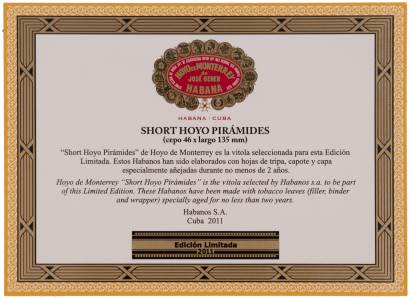 HOYO DE MONTERREY
de
JOSÉ GENER
HABANA
HABANA · CUBA
SHORT HOYO PIRÁMIDES
(cepo 46 x largo 135 mm)
"Short Hoyo Pirámides" de Hoyo de Monterrey es la vitola seleccionada para esta Edición
Limitada. Estos Habanos han sido elaborados con hojas de tripa, capote y capa
especialmente añejadas durante no menos de 2 años.
Hoyo de Monterrey "Short Hoyo Pirámides" is the vitola selected by Habanos s.a. to be part
of this Limited Edition. These Habanos have been made with tobacco leaves (filler, binder
and wrapper) specially aged for no less than two years.
Habanos S.A.
Cuba 2011
Edición Limitada
2011